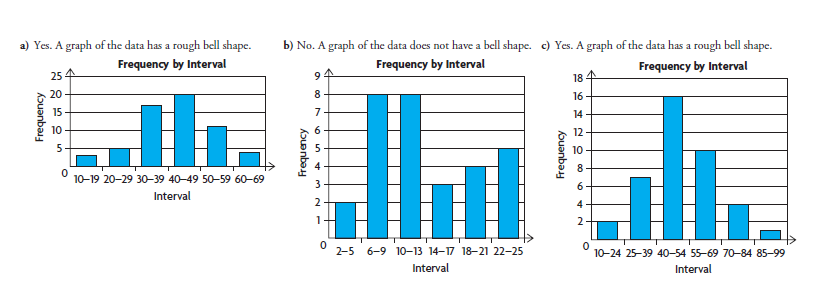 a) Yes. A graph of the data has a rough bell shape.
Frequency by Interval
Frequency
25
20
15
10
5
0
10–19 20–29 30–39 40–49 50–59 60–69
Interval
b) No. A graph of the data does not have a bell shape.
Frequency by Interval
Frequency
9
8
7
6
5
4
3
2
1
0
2–5 6–9 10–13 14–17 18–21 22–25
Interval
c) Yes. A graph of the data has a rough bell shape.
Frequency by Interval
Frequency
18
16
14
12
10
8
6
4
2
0
10–24 25–39 40–54 55–69 70–84 85–99
Interval